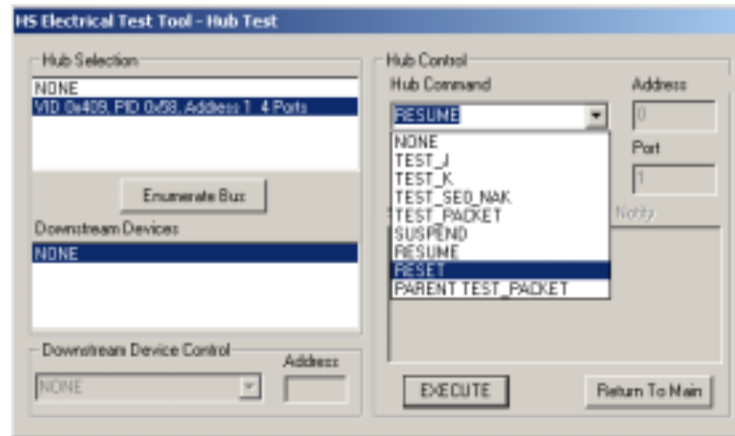 HS Electrical Test Tool - Hub Test
Hub Selection
NONE
VID 0x409, PID 0x58, Address 1 4 Ports
Enumerate Bus
Downstream Devices
NONE
Downstream Device Control
Address
NONE
Hub Control
Hub Command
Address
RESUME
0
NONE
TEST_J
TEST_K
TEST_SE0_NAK
TEST_PACKET
SUSPEND
RESUME
RESET
PARENT TEST_PACKET
Port
1
Notify
EXECUTE
Return To Main